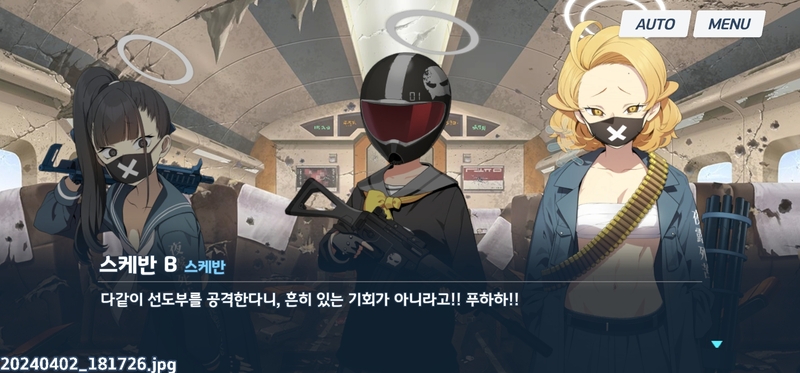 AUTO
MENU
01
스케반 B 스케반
다같이 선도부를 공격한다니, 흔히 있는 기회가 아니라고!! 푸하하!!
20240402_181726.jpg